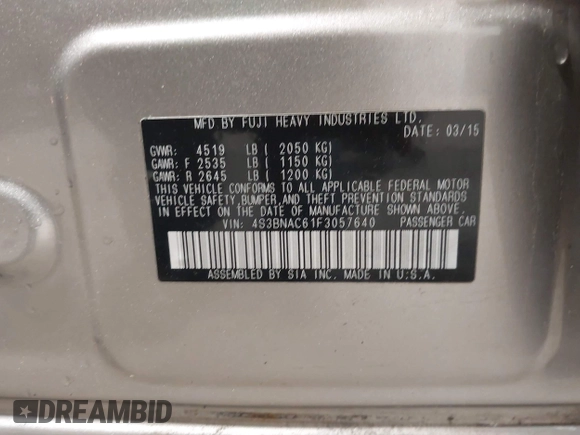 MFD BY FUJI HEAVY INDUSTRIES LTD.
DATE: 03/15
GVWR: 4519 LB ( 2050 KG)
GAWR: F 2535 LB ( 1150 KG)
GAWR: R 2645 LB ( 1200 KG)
THIS VEHICLE CONFORMS TO ALL APPLICABLE FEDERAL MOTOR
VEHICLE SAFETY,BUMPER,AND THEFT PREVENTION STANDARDS
IN EFFECT ON THE DATE OF MANUFACTURE SHOWN ABOVE.
VIN: 4S3BNAC61F3057640 PASSENGER CAR
ASSEMBLED BY SIA INC. MADE IN U.S.A.
DREAMBID